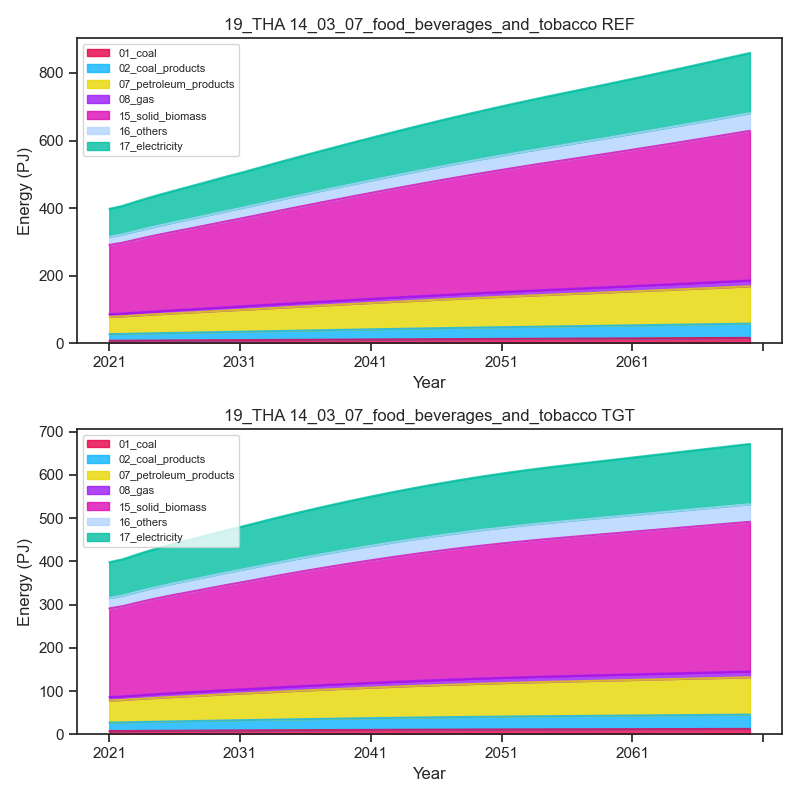 19_THA 14_03_07_food_beverages_and_tobacco REF
01_coal
02_coal_products
07_petroleum_products
08_gas
15_solid_biomass
16_others
17_electricity
800
600
400
200
0
Energy (PJ)
2021 2031 2041 2051 2061
Year
19_THA 14_03_07_food_beverages_and_tobacco TGT
01_coal
02_coal_products
07_petroleum_products
08_gas
15_solid_biomass
16_others
17_electricity
700
600
500
400
300
200
100
0
Energy (PJ)
2021 2031 2041 2051 2061
Year